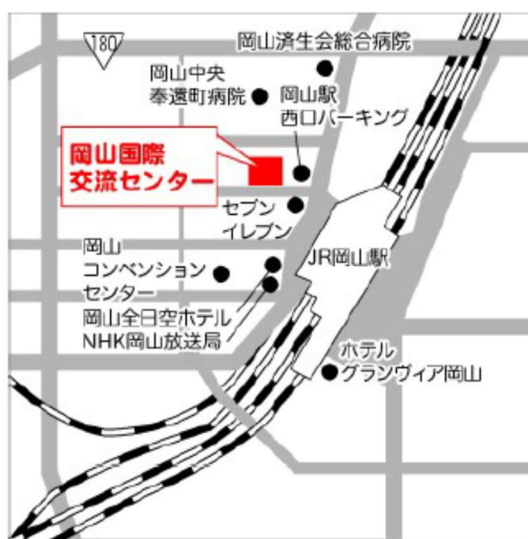 180
岡山済生会総合病院
岡山中央
奉還町病院
岡山駅
西口パーキング
岡山国際
交流センター
セブン
イレブン
岡山
コンベンション
センター
JR岡山駅
岡山全日空ホテル
NHK岡山放送局
ホテル
グランヴィア岡山